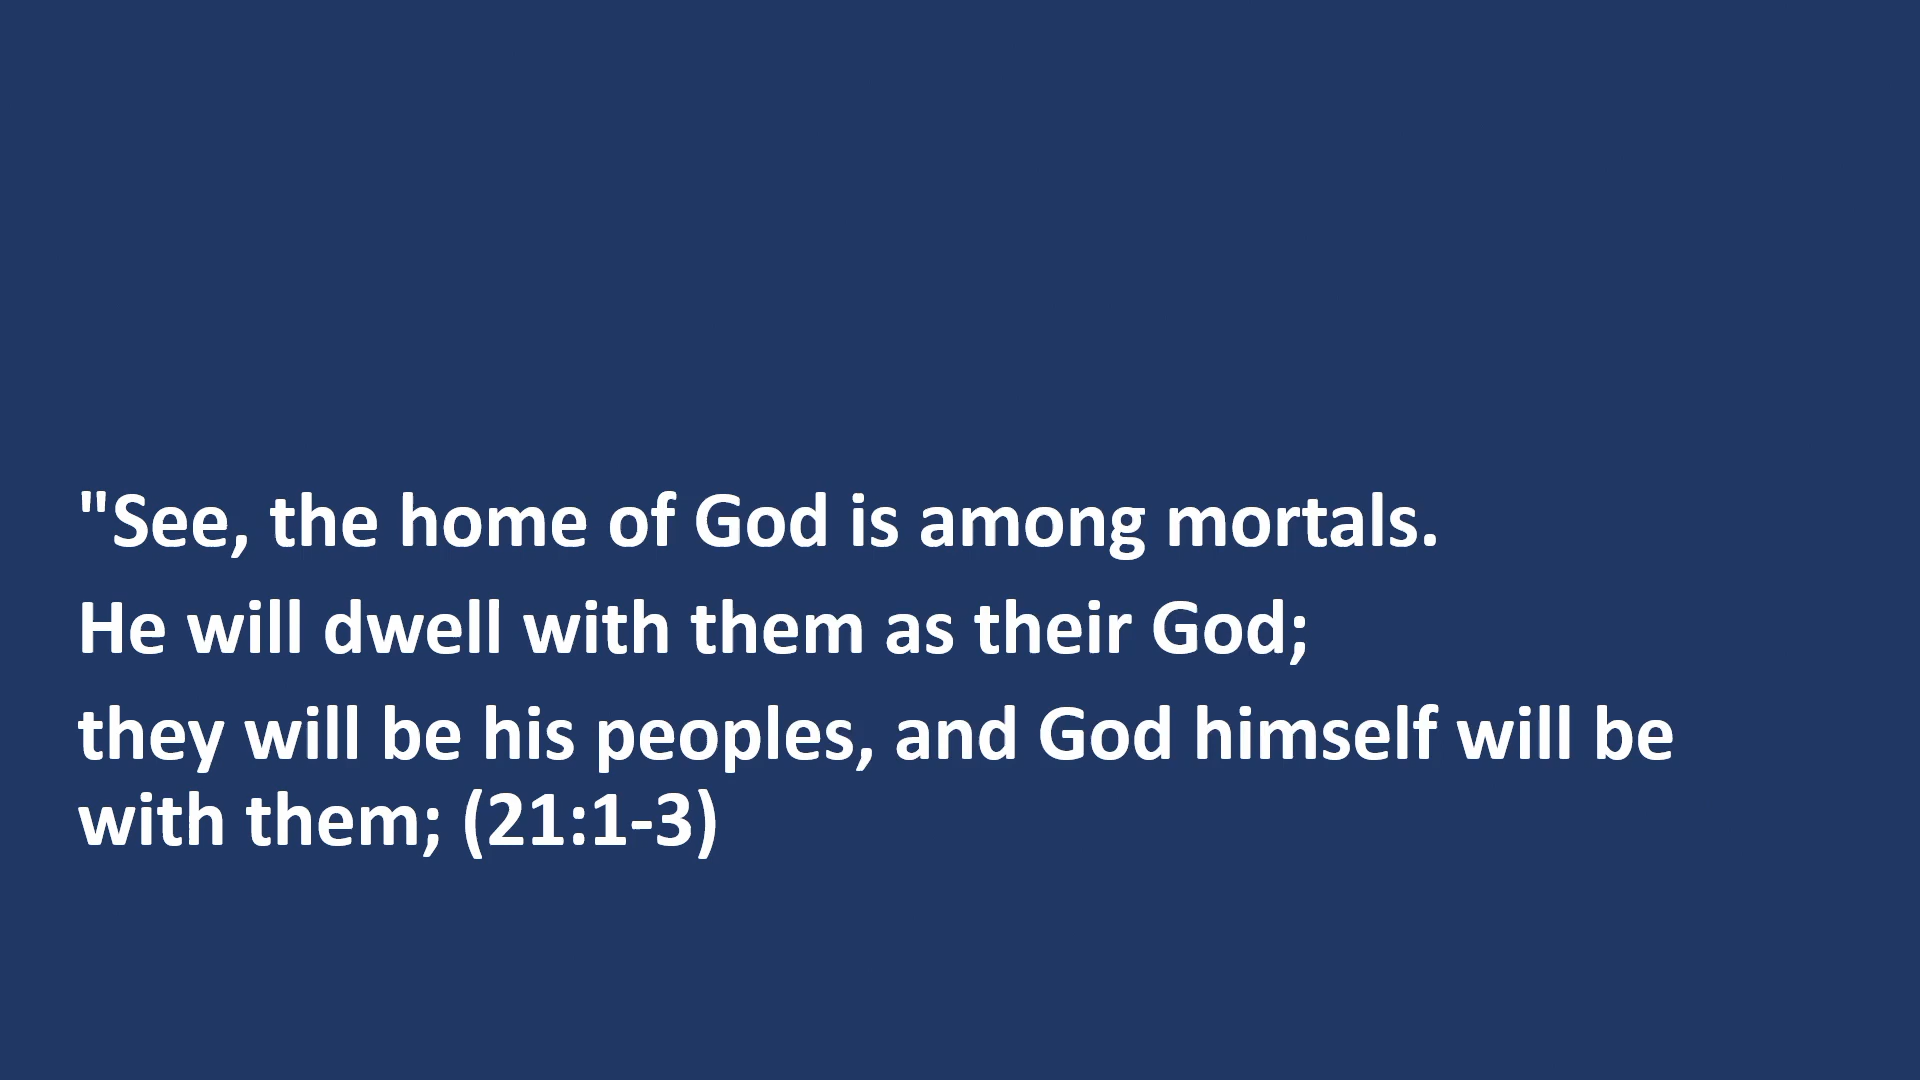 "See, the home of God is among mortals.
He will dwell with them as their God;
they will be his peoples, and God himself will be
with them; (21:1-3)